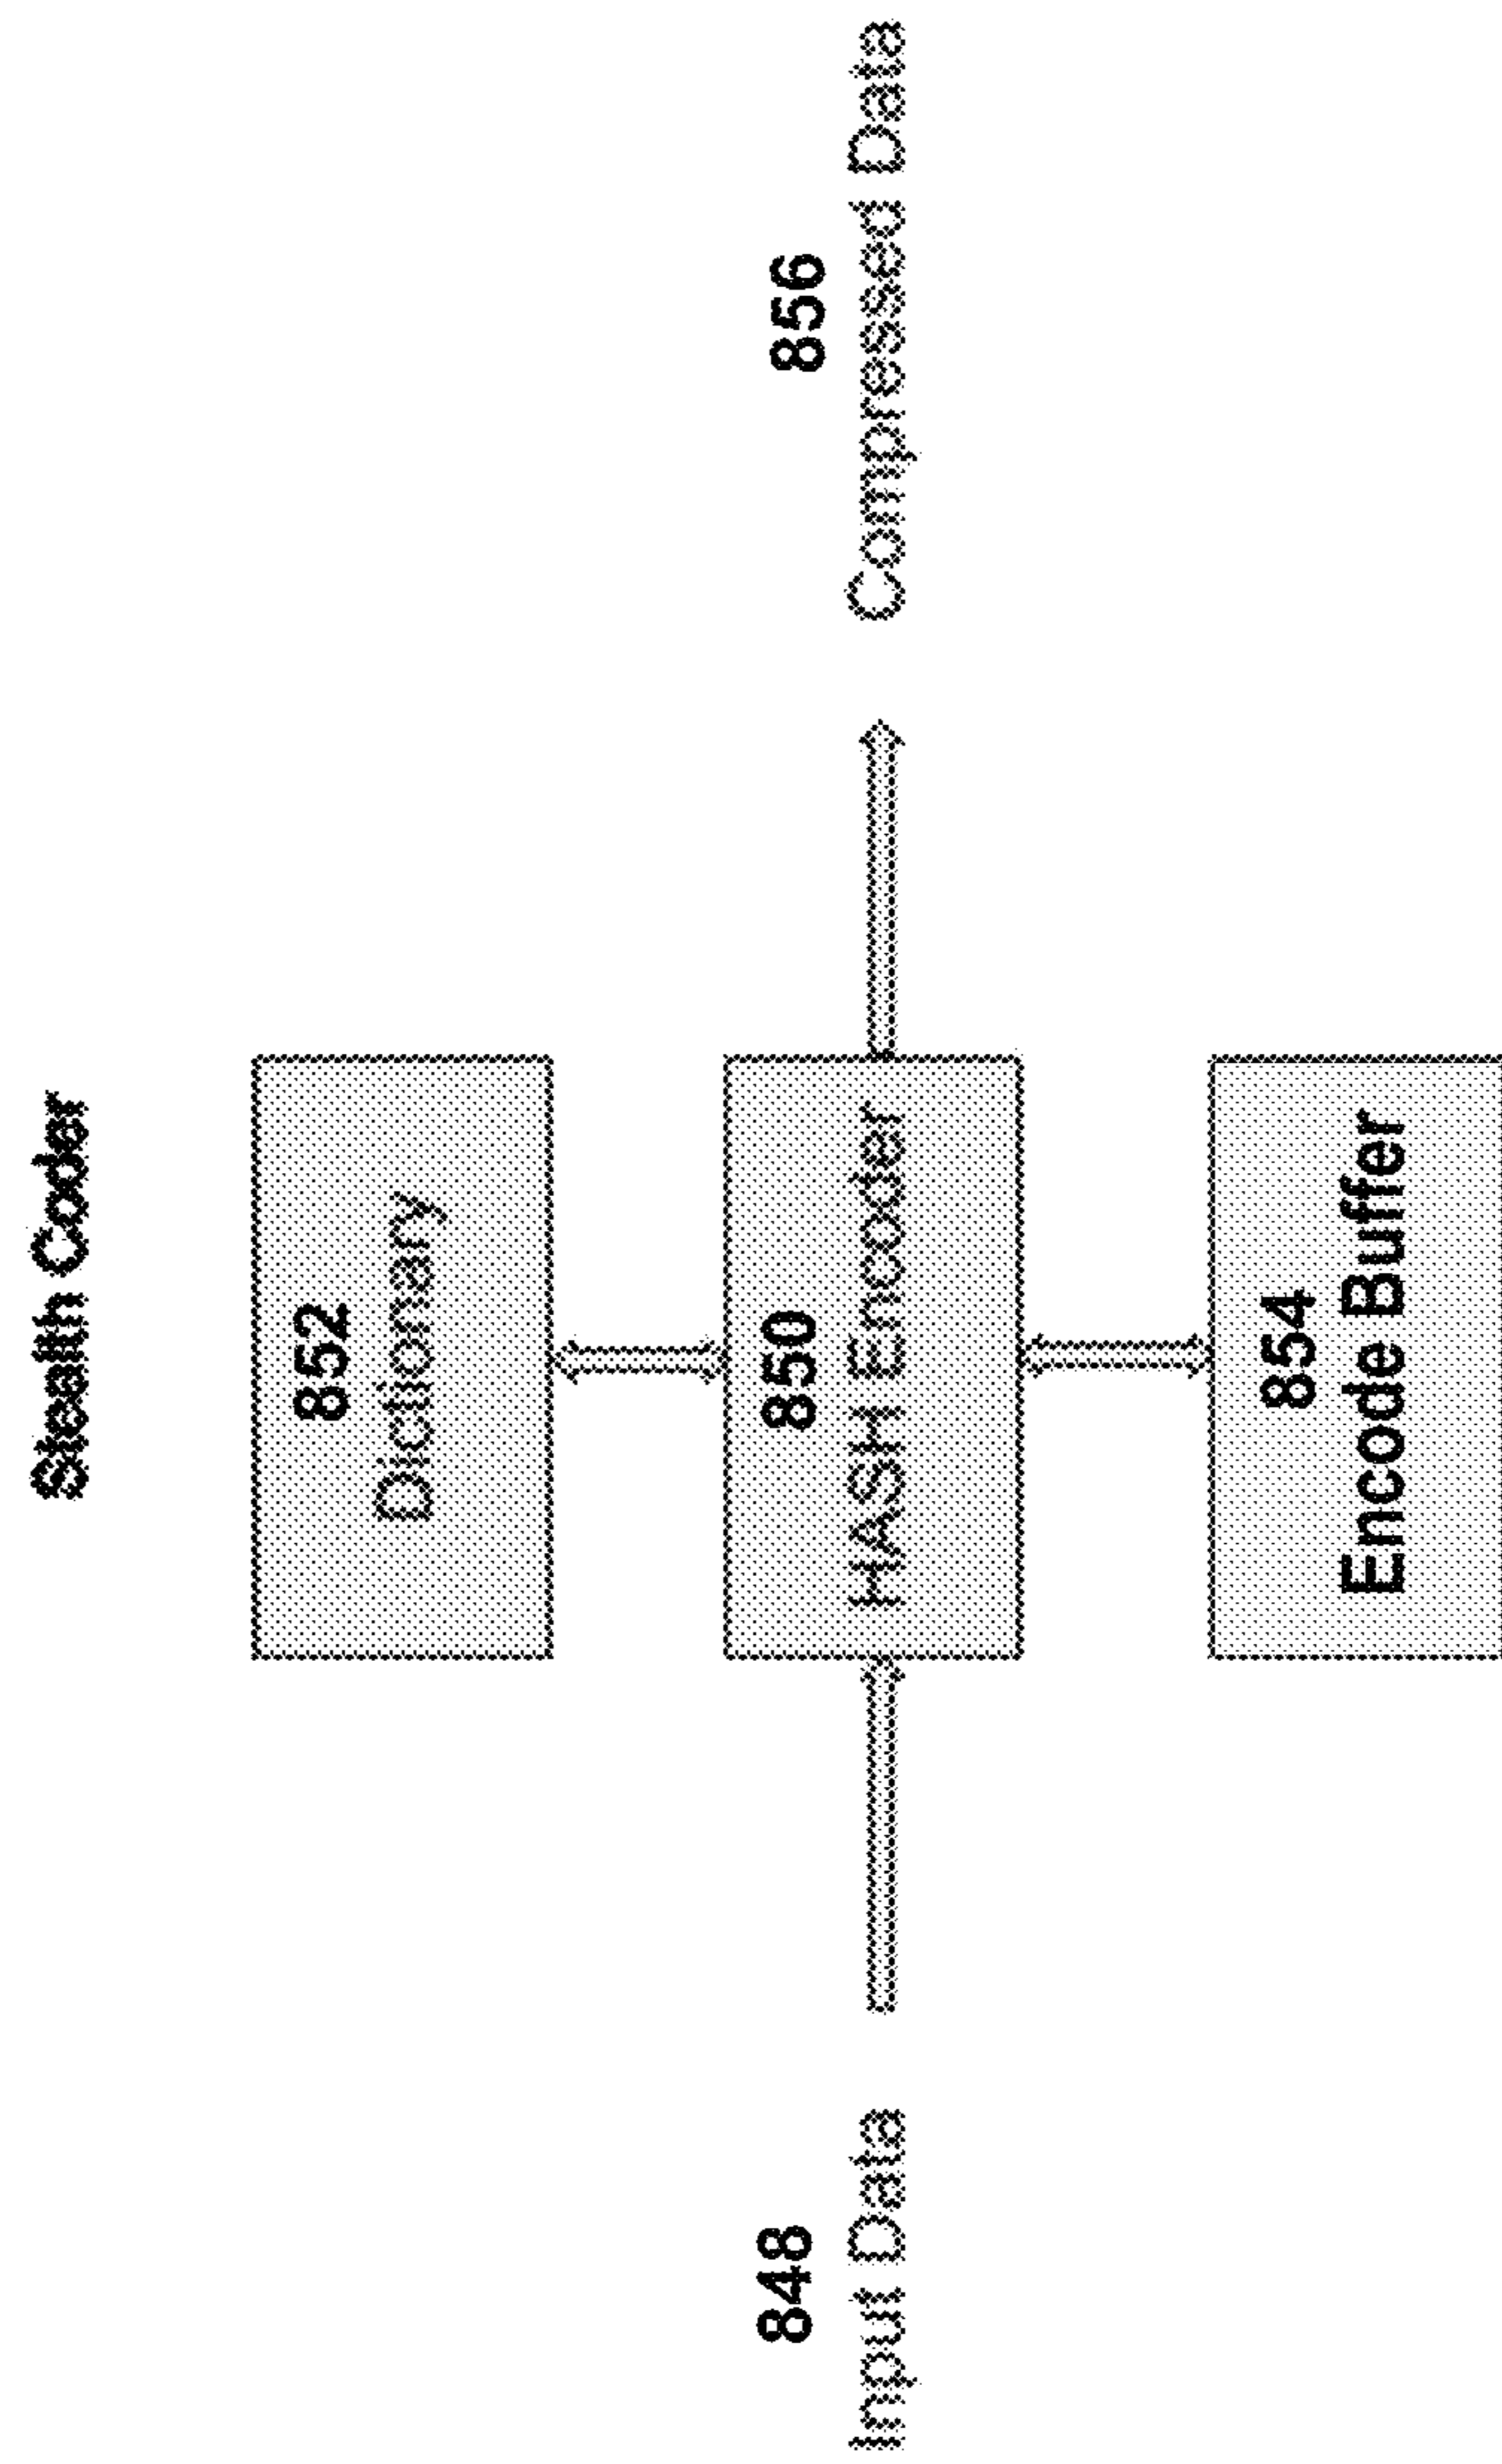 Stealth Coder
852
Dictionary
848
Input Data
850
HASH Encoder
856
Compressed Data
854
Encode Buffer